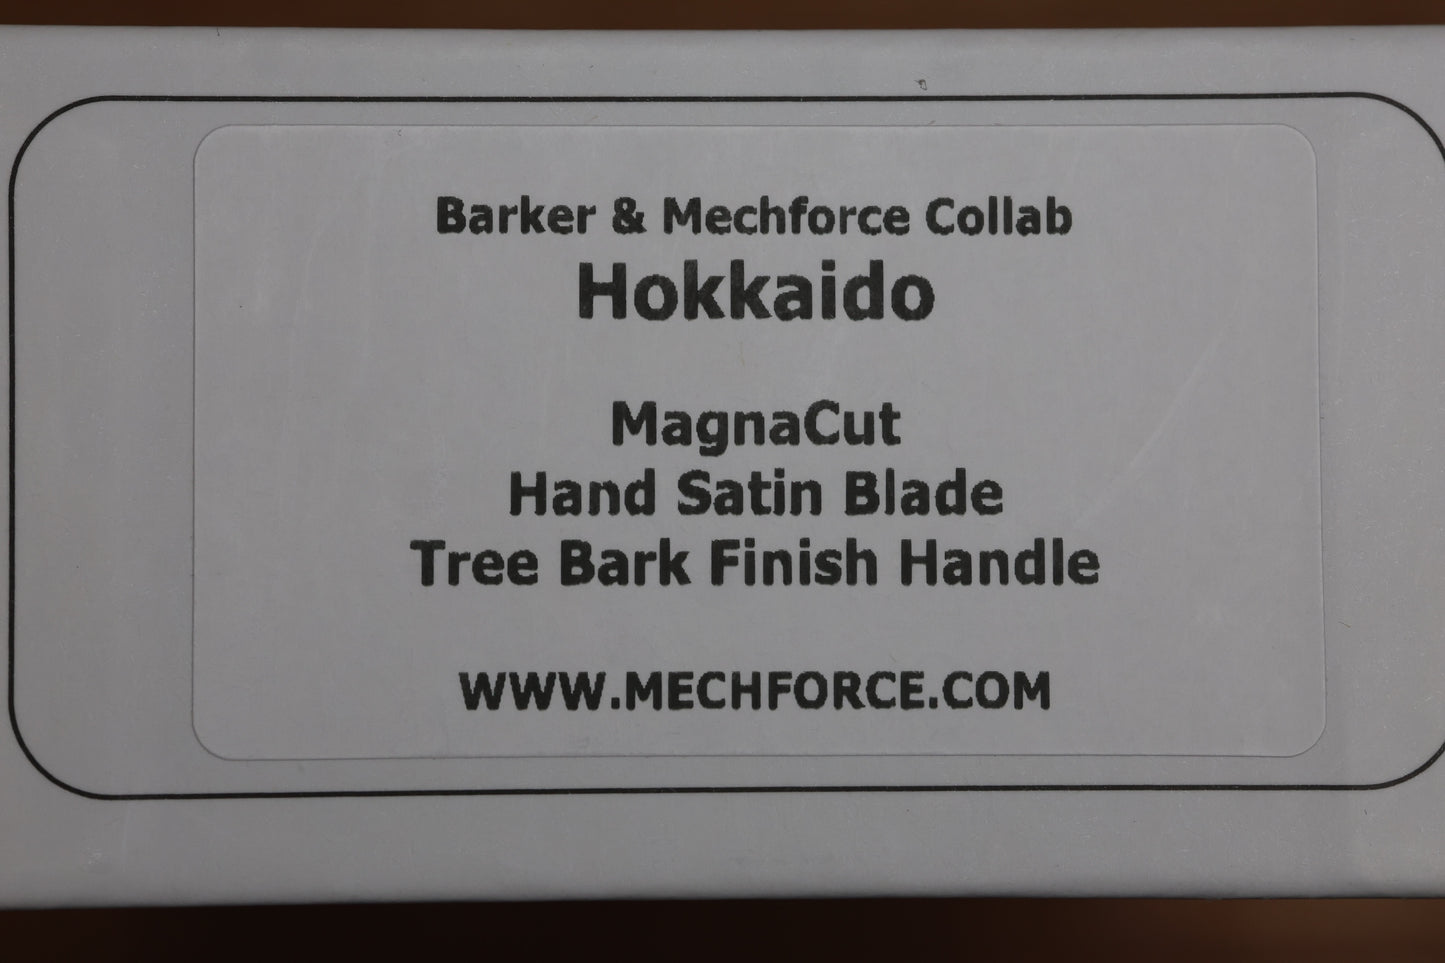 Barker & Mechforce Collab
Hokkaido
MagnaCut
Hand Satin Blade
Tree Bark Finish Handle
WWW.MECHFORCE.COM